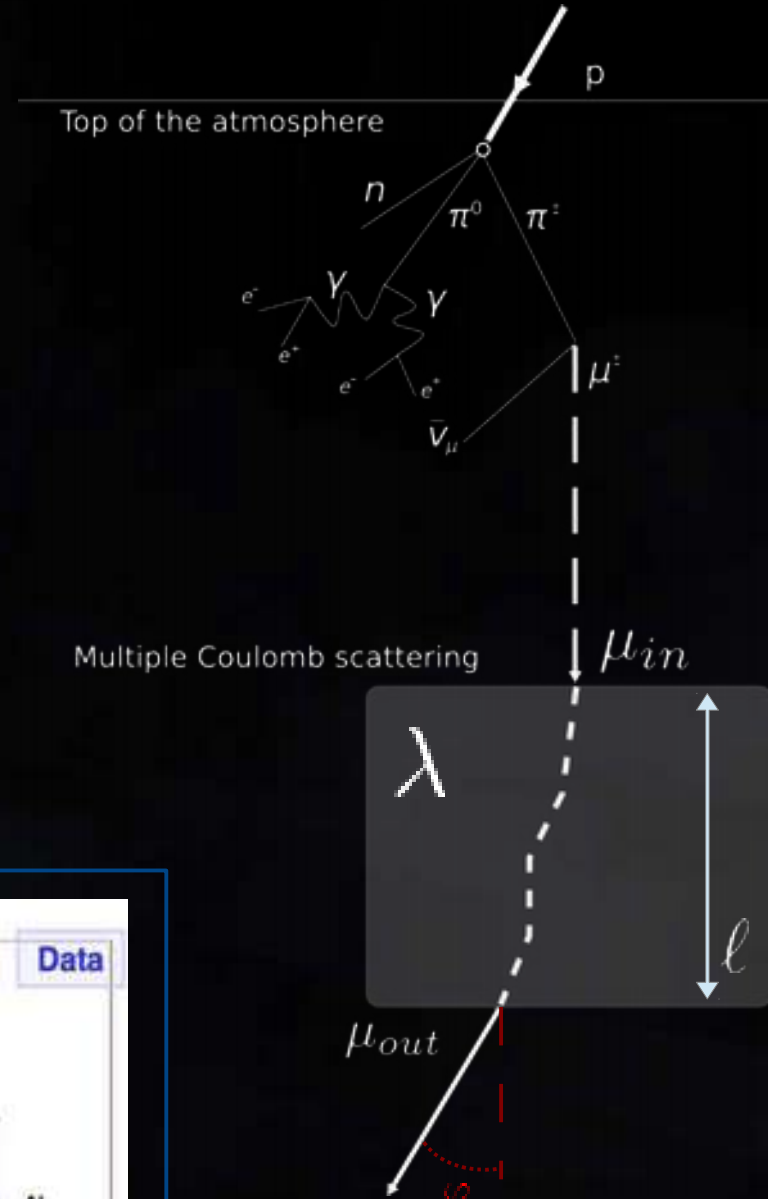 p
Top of the atmosphere
n
π⁰
π±
γ
γ
e⁻
e⁺
e⁻
e⁺
μ±
ν̄μ
Multiple Coulomb scattering
μin
λ
Data
ℓ
μout